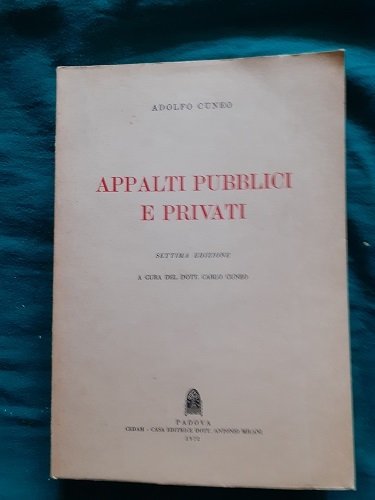 ADOLFO CUNEO
APPALTI PUBBLICI
E PRIVATI
SETTIMA EDIZIONE
A CURA DEL DOTT. CARLO CUNEO
PADOVA
CEDAM - CASA EDITRICE DOTT. ANTONIO MILANI
1972